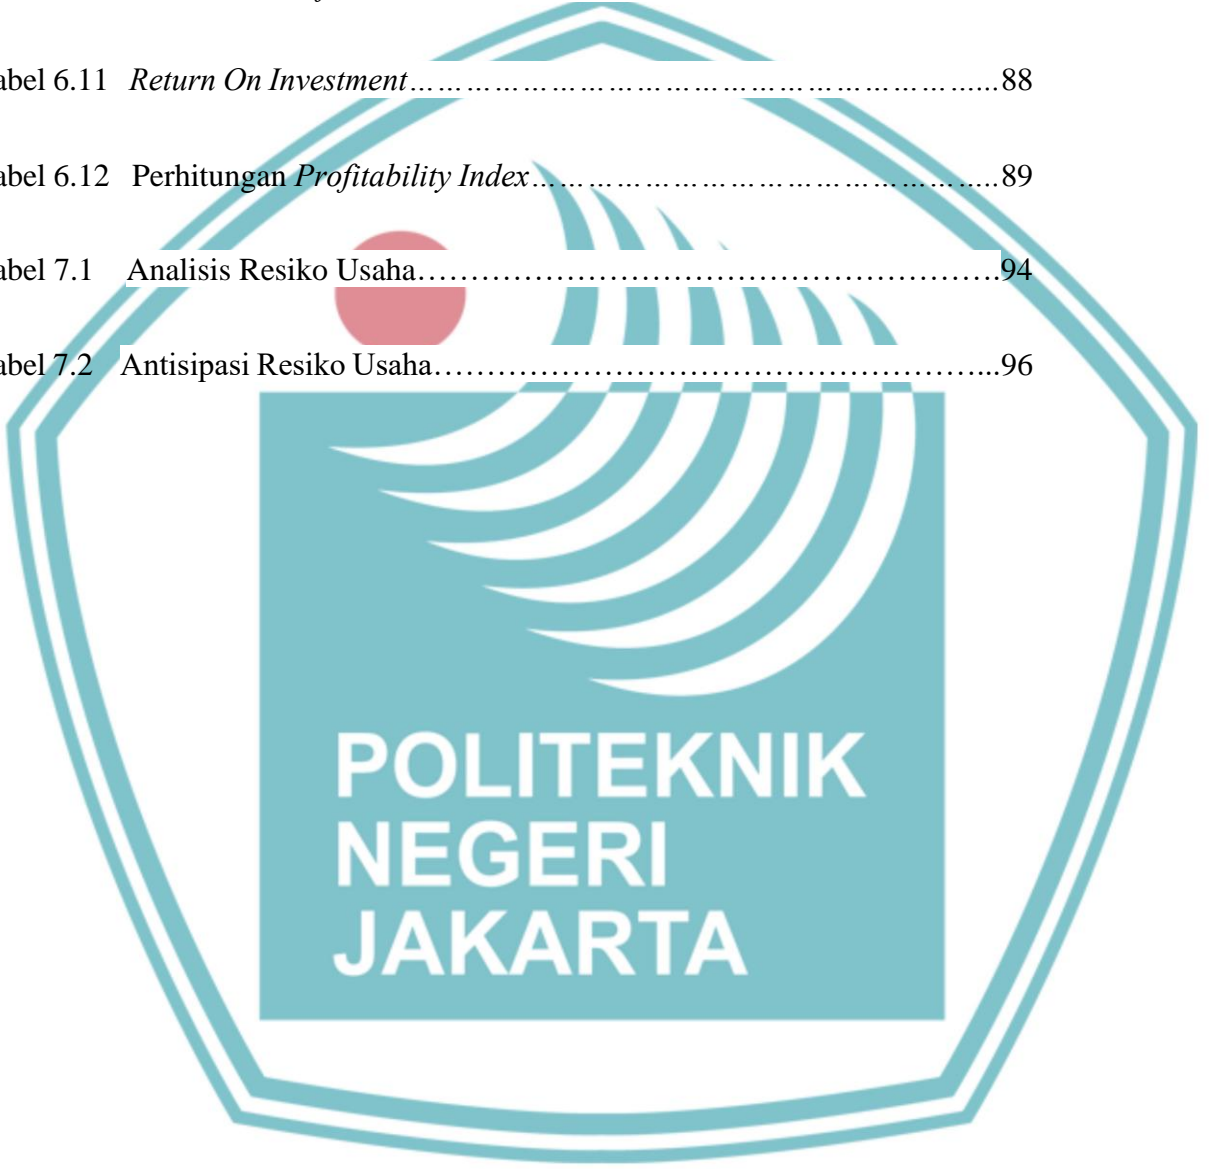 abel 6.11 Return On Investment……………………………………………………...88
abel 6.12 Perhitungan Profitability Index…………………………………………..89
abel 7.1 Analisis Resiko Usaha……………………………………………………94
abel 7.2 Antisipasi Resiko Usaha…………………………………………………...96
POLITEKNIK
NEGERI
JAKARTA